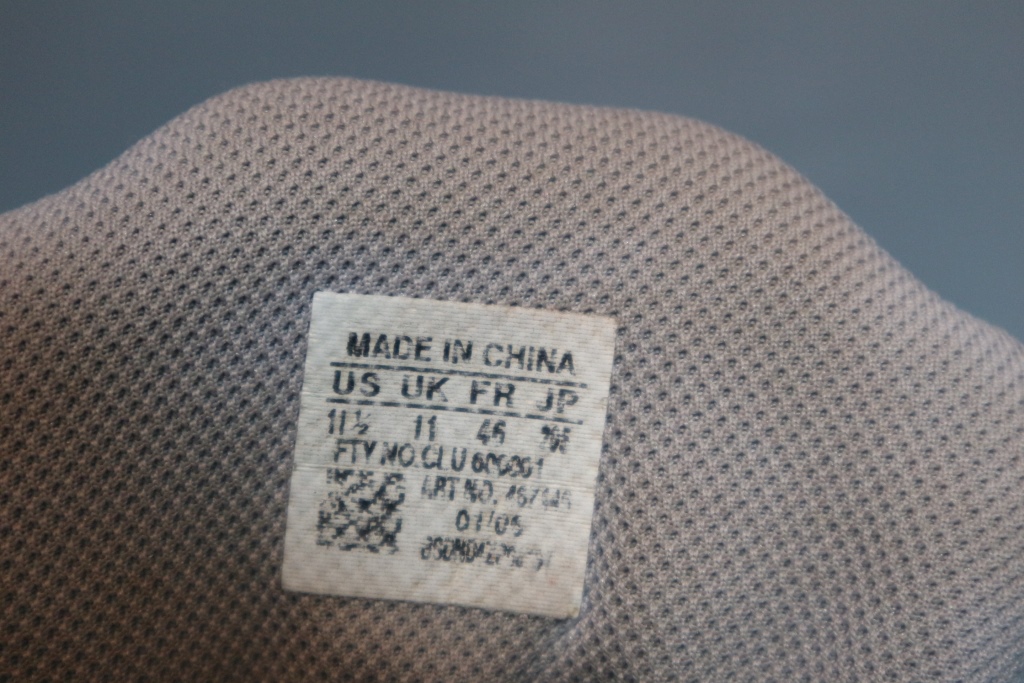 MADE IN CHINA
US UK FR JP
11½ 11 46
FTY NO. CLU 600001
ART NO.
01/05